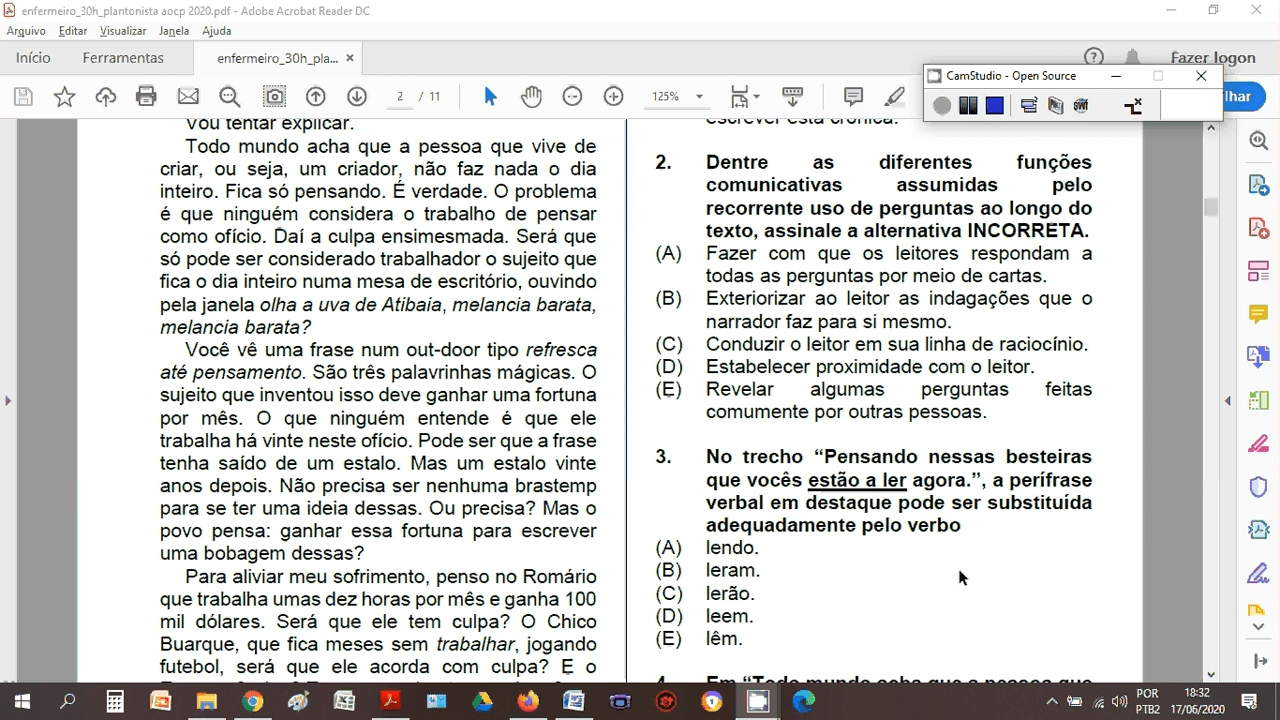 enfermeiro_30h_plantonista aocp 2020.pdf - Adobe Acrobat Reader DC
Arquivo Editar Visualizar Janela Ajuda
Início Ferramentas enfermeiro_30h_pla... × Fazer logon
CamStudio - Open Source
2 / 11 125% lhar
Vou tentar explicar.
Todo mundo acha que a pessoa que vive de
criar, ou seja, um criador, não faz nada o dia
inteiro. Fica só pensando. É verdade. O problema
é que ninguém considera o trabalho de pensar
como ofício. Daí a culpa ensimesmada. Será que
só pode ser considerado trabalhador o sujeito que
fica o dia inteiro numa mesa de escritório, ouvindo
pela janela olha a uva de Atibaia, melancia barata,
melancia barata?
Você vê uma frase num out-door tipo refresca
até pensamento. São três palavrinhas mágicas. O
sujeito que inventou isso deve ganhar uma fortuna
por mês. O que ninguém entende é que ele
trabalha há vinte neste ofício. Pode ser que a frase
tenha saído de um estalo. Mas um estalo vinte
anos depois. Não precisa ser nenhuma brastemp
para se ter uma ideia dessas. Ou precisa? Mas o
povo pensa: ganhar essa fortuna para escrever
uma bobagem dessas?
Para aliviar meu sofrimento, penso no Romário
que trabalha umas dez horas por mês e ganha 100
mil dólares. Será que ele tem culpa? O Chico
Buarque, que fica meses sem trabalhar, jogando
futebol, será que ele acorda com culpa? E o
escrever esta crônica.
2. Dentre as diferentes funções
comunicativas assumidas pelo
recorrente uso de perguntas ao longo do
texto, assinale a alternativa INCORRETA.
(A) Fazer com que os leitores respondam a
todas as perguntas por meio de cartas.
(B) Exteriorizar ao leitor as indagações que o
narrador faz para si mesmo.
(C) Conduzir o leitor em sua linha de raciocínio.
(D) Estabelecer proximidade com o leitor.
(E) Revelar algumas perguntas feitas
comumente por outras pessoas.
3. No trecho “Pensando nessas besteiras
que vocês estão a ler agora.”, a perífrase
verbal em destaque pode ser substituída
adequadamente pelo verbo
(A) lendo.
(B) leram.
(C) lerão.
(D) leem.
(E) lêm.
4. Em “Todo mundo acha que a pessoa que
POR 18:32
PTB2 17/06/2020